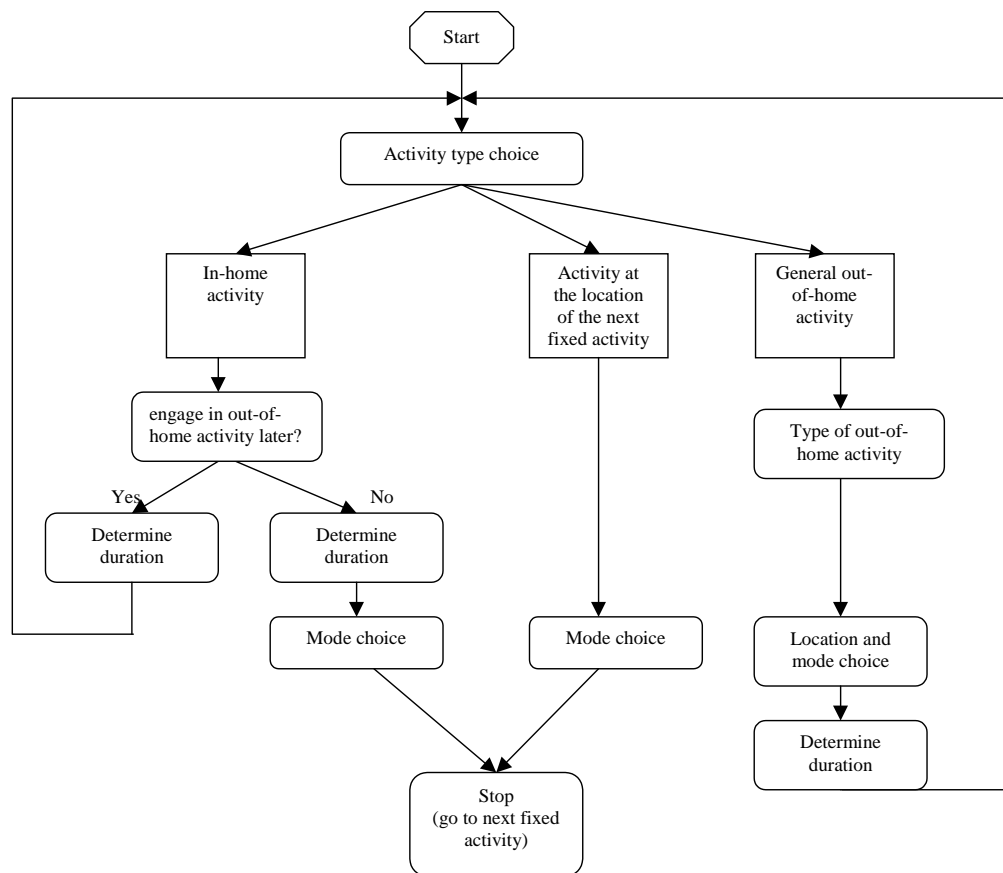 Start
Activity type choice
In-home
activity
Activity at
the location
of the next
fixed activity
General out-
of-home
activity
engage in out-of-
home activity later?
Type of out-of-
home activity
Yes
No
Determine
duration
Determine
duration
Mode choice
Mode choice
Location and
mode choice
Determine
duration
Stop
(go to next fixed
activity)